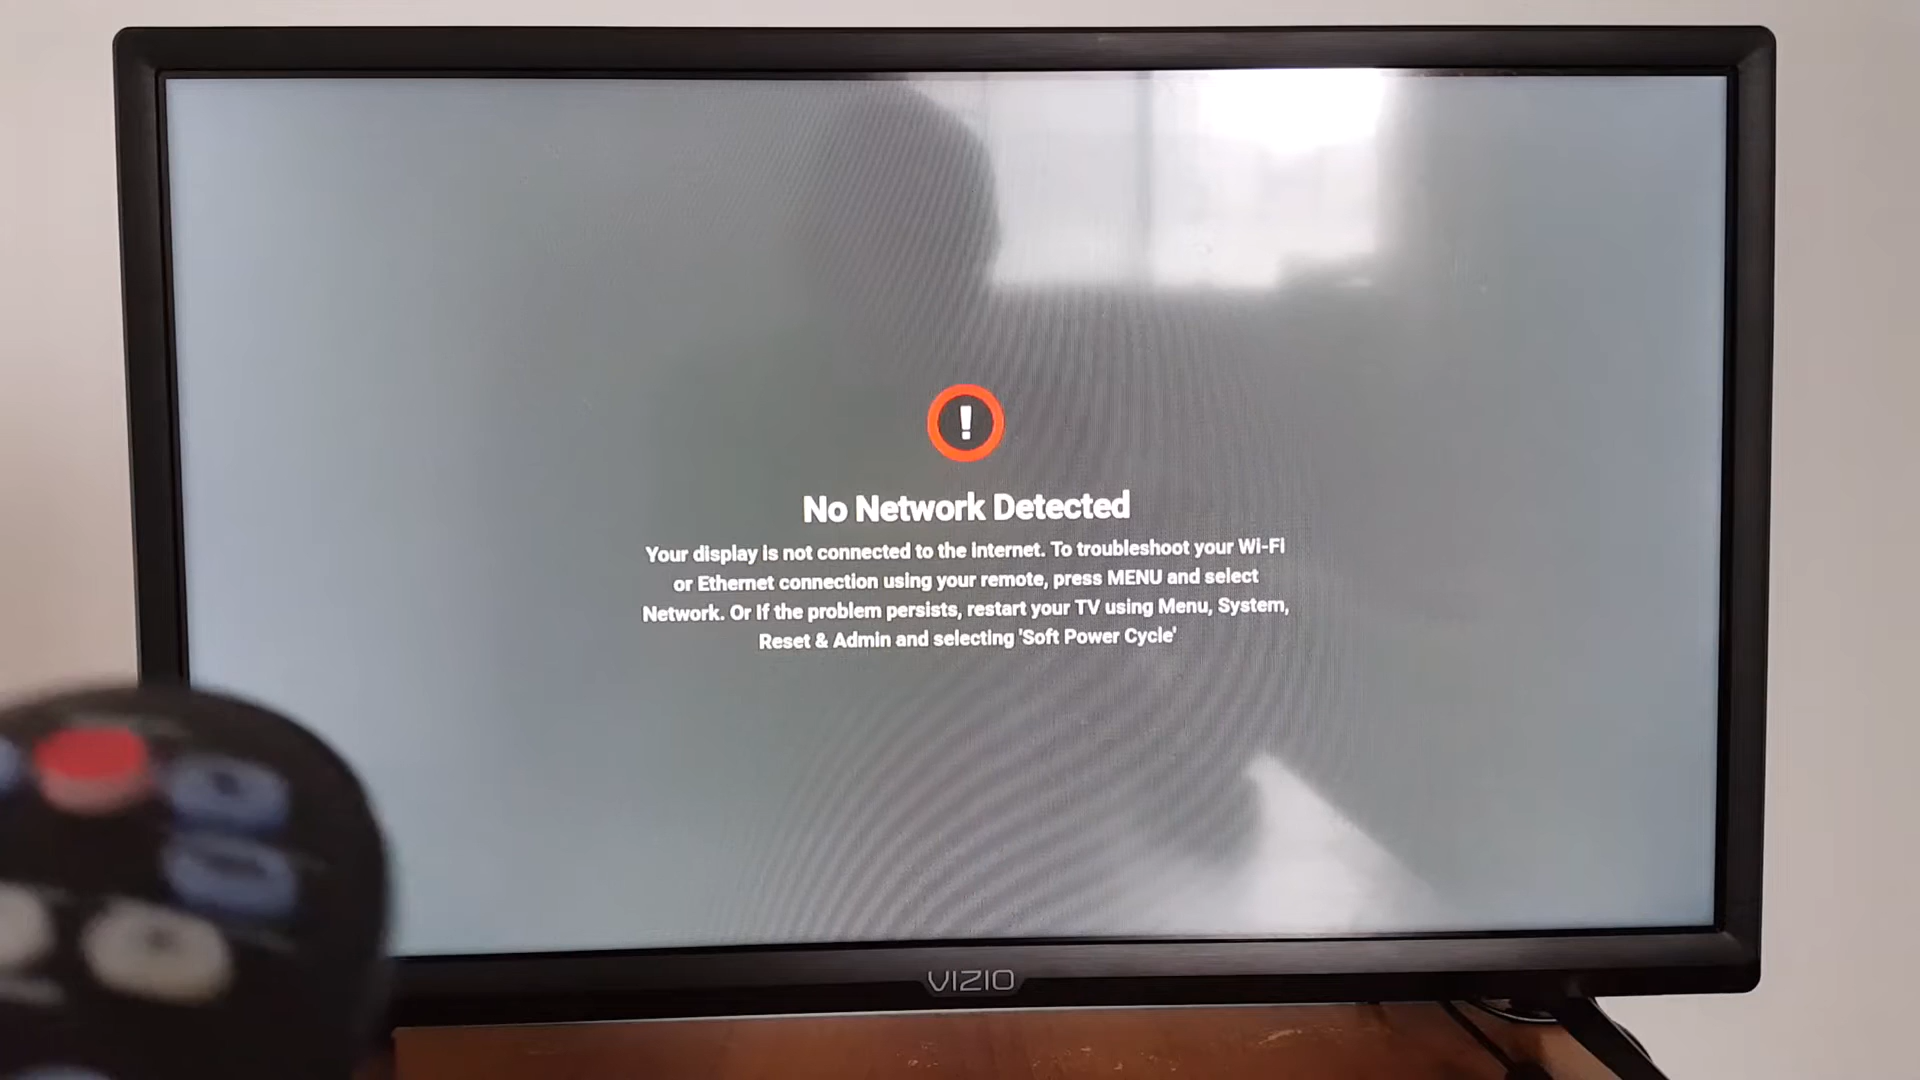 !
No Network Detected
Your display is not connected to the internet. To troubleshoot your Wi-Fi
or Ethernet connection using your remote, press MENU and select
Network. Or if the problem persists, restart your TV using Menu, System,
Reset & Admin and selecting 'Soft Power Cycle'
VIZIO